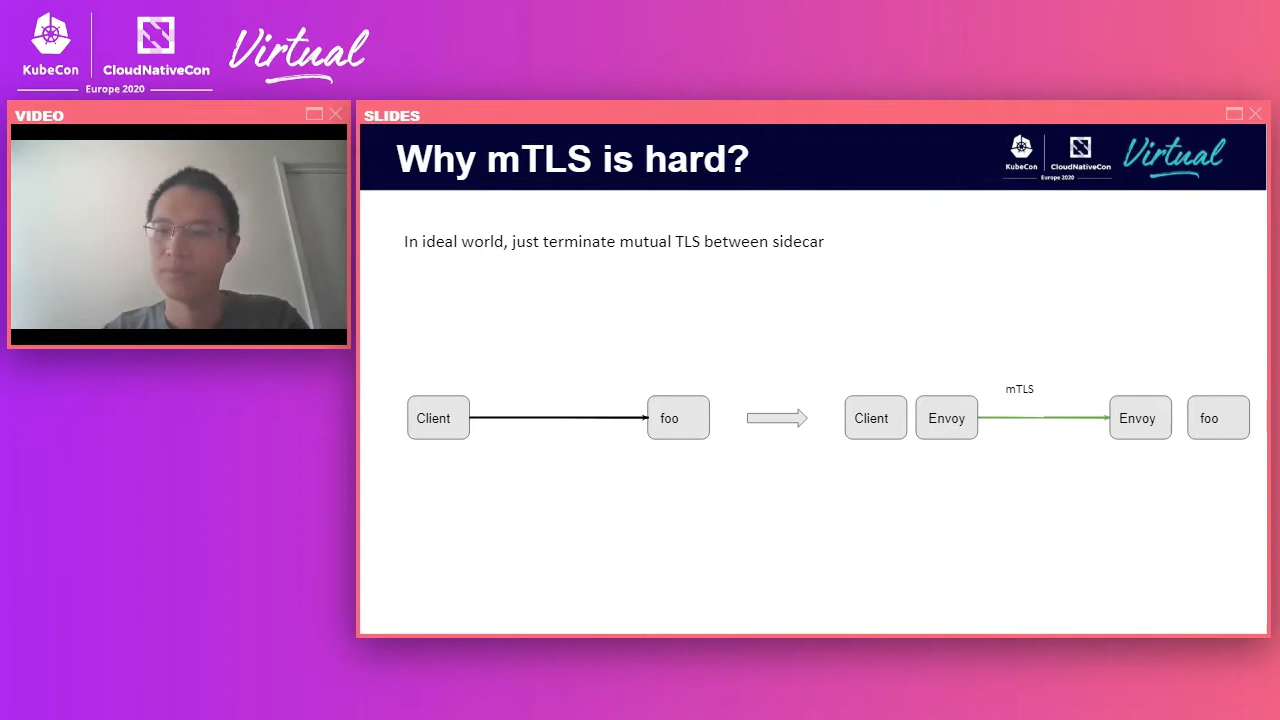 KubeCon
CloudNativeCon
Virtual
Europe 2020
VIDEO
SLIDES
Why mTLS is hard?
KubeCon
CloudNativeCon
Virtual
Europe 2020
In ideal world, just terminate mutual TLS between sidecar
mTLS
Client
foo
Client
Envoy
Envoy
foo